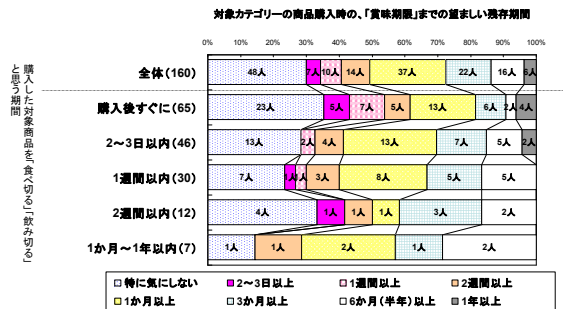 対象カテゴリーの商品購入時の、「賞味期限」までの望ましい残存期間
0% 10% 20% 30% 40% 50% 60% 70% 80% 90% 100%
購入した対象商品を「食べ切る」「飲み切る」と思う期間
全体(160) 48人 7人 10人 14人 37人 22人 16人 6人
購入後すぐに(65) 23人 5人 7人 5人 13人 6人 2人 4人
2~3日以内(46) 13人 2人 4人 13人 7人 5人 2人
1週間以内(30) 7人 1人 1人 3人 8人 5人 5人
2週間以内(12) 4人 1人 1人 1人 3人 2人
1か月~1年以内(7) 1人 1人 2人 1人 2人
特に気にしない 2~3日以上 1週間以上 2週間以上
1か月以上 3か月以上 6か月(半年)以上 1年以上